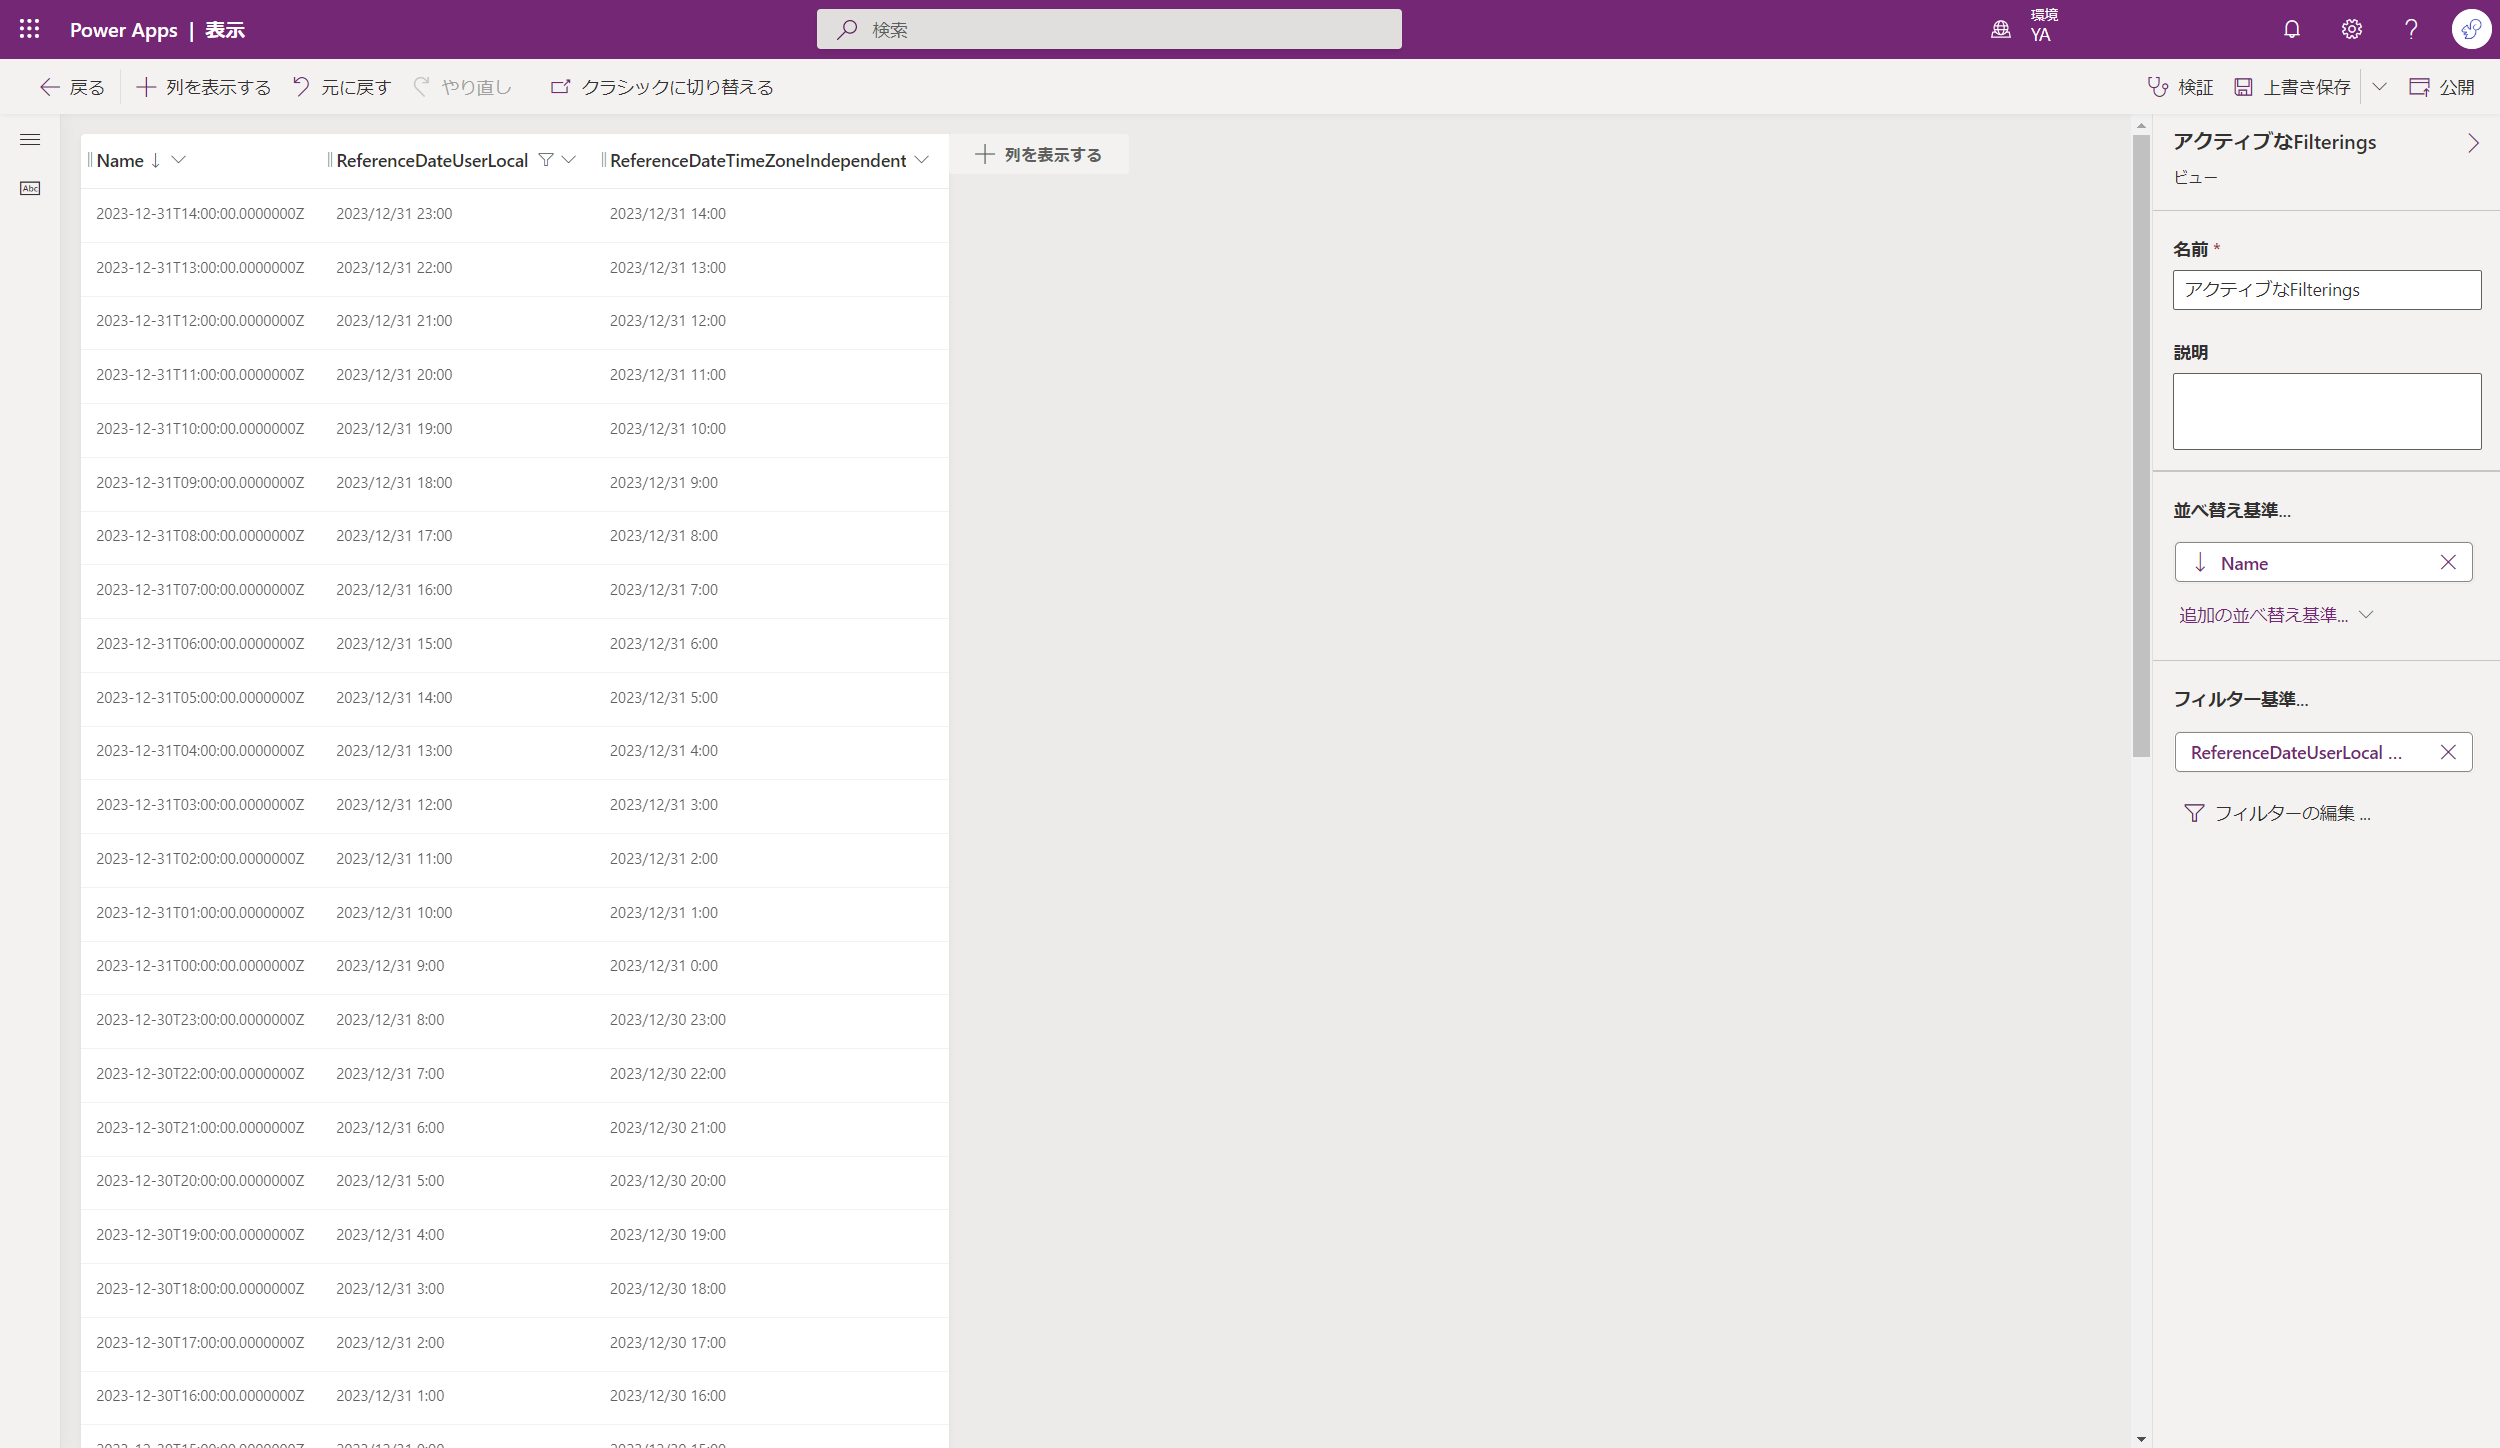 Power Apps | 表示
検索
環境
YA
戻る
列を表示する
元に戻す
やり直し
クラシックに切り替える
検証
上書き保存
公開
Abc
Name ReferenceDateUserLocal ReferenceDateTimeZoneIndependent
列を表示する
2023-12-31T14:00:00.0000000Z 2023/12/31 23:00 2023/12/31 14:00
2023-12-31T13:00:00.0000000Z 2023/12/31 22:00 2023/12/31 13:00
2023-12-31T12:00:00.0000000Z 2023/12/31 21:00 2023/12/31 12:00
2023-12-31T11:00:00.0000000Z 2023/12/31 20:00 2023/12/31 11:00
2023-12-31T10:00:00.0000000Z 2023/12/31 19:00 2023/12/31 10:00
2023-12-31T09:00:00.0000000Z 2023/12/31 18:00 2023/12/31 9:00
2023-12-31T08:00:00.0000000Z 2023/12/31 17:00 2023/12/31 8:00
2023-12-31T07:00:00.0000000Z 2023/12/31 16:00 2023/12/31 7:00
2023-12-31T06:00:00.0000000Z 2023/12/31 15:00 2023/12/31 6:00
2023-12-31T05:00:00.0000000Z 2023/12/31 14:00 2023/12/31 5:00
2023-12-31T04:00:00.0000000Z 2023/12/31 13:00 2023/12/31 4:00
2023-12-31T03:00:00.0000000Z 2023/12/31 12:00 2023/12/31 3:00
2023-12-31T02:00:00.0000000Z 2023/12/31 11:00 2023/12/31 2:00
2023-12-31T01:00:00.0000000Z 2023/12/31 10:00 2023/12/31 1:00
2023-12-31T00:00:00.0000000Z 2023/12/31 9:00 2023/12/31 0:00
2023-12-30T23:00:00.0000000Z 2023/12/31 8:00 2023/12/30 23:00
2023-12-30T22:00:00.0000000Z 2023/12/31 7:00 2023/12/30 22:00
2023-12-30T21:00:00.0000000Z 2023/12/31 6:00 2023/12/30 21:00
2023-12-30T20:00:00.0000000Z 2023/12/31 5:00 2023/12/30 20:00
2023-12-30T19:00:00.0000000Z 2023/12/31 4:00 2023/12/30 19:00
2023-12-30T18:00:00.0000000Z 2023/12/31 3:00 2023/12/30 18:00
2023-12-30T17:00:00.0000000Z 2023/12/31 2:00 2023/12/30 17:00
2023-12-30T16:00:00.0000000Z 2023/12/31 1:00 2023/12/30 16:00
アクティブなFilterings
ビュー
名前 *
アクティブなFilterings
説明
並べ替え基準...
Name
追加の並べ替え基準...
フィルター基準...
ReferenceDateUserLocal ...
フィルターの編集 ...